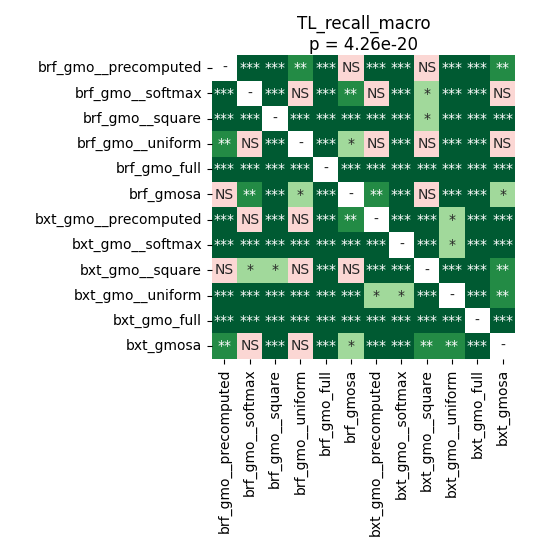 TL_recall_macro
p = 4.26e-20
brf_gmo__precomputed - *** *** ** *** NS *** *** NS *** *** **
brf_gmo__softmax *** - *** NS *** ** NS *** * *** *** NS
brf_gmo__square *** *** - *** *** *** *** *** * *** *** ***
brf_gmo__uniform ** NS *** - *** * NS *** NS *** *** NS
brf_gmo_full *** *** *** *** - *** *** *** *** *** *** ***
brf_gmosa NS ** *** * *** - ** *** NS *** *** *
bxt_gmo__precomputed *** NS *** NS *** ** - *** *** * *** ***
bxt_gmo__softmax *** *** *** *** *** *** *** - *** * *** ***
bxt_gmo__square NS * * NS *** NS *** *** - *** *** **
bxt_gmo__uniform *** *** *** *** *** *** * * *** - *** **
bxt_gmo_full *** *** *** *** *** *** *** *** *** *** - ***
bxt_gmosa ** NS *** NS *** * *** *** ** ** *** -
brf_gmo__precomputed
brf_gmo__softmax
brf_gmo__square
brf_gmo__uniform
brf_gmo_full
brf_gmosa
bxt_gmo__precomputed
bxt_gmo__softmax
bxt_gmo__square
bxt_gmo__uniform
bxt_gmo_full
bxt_gmosa